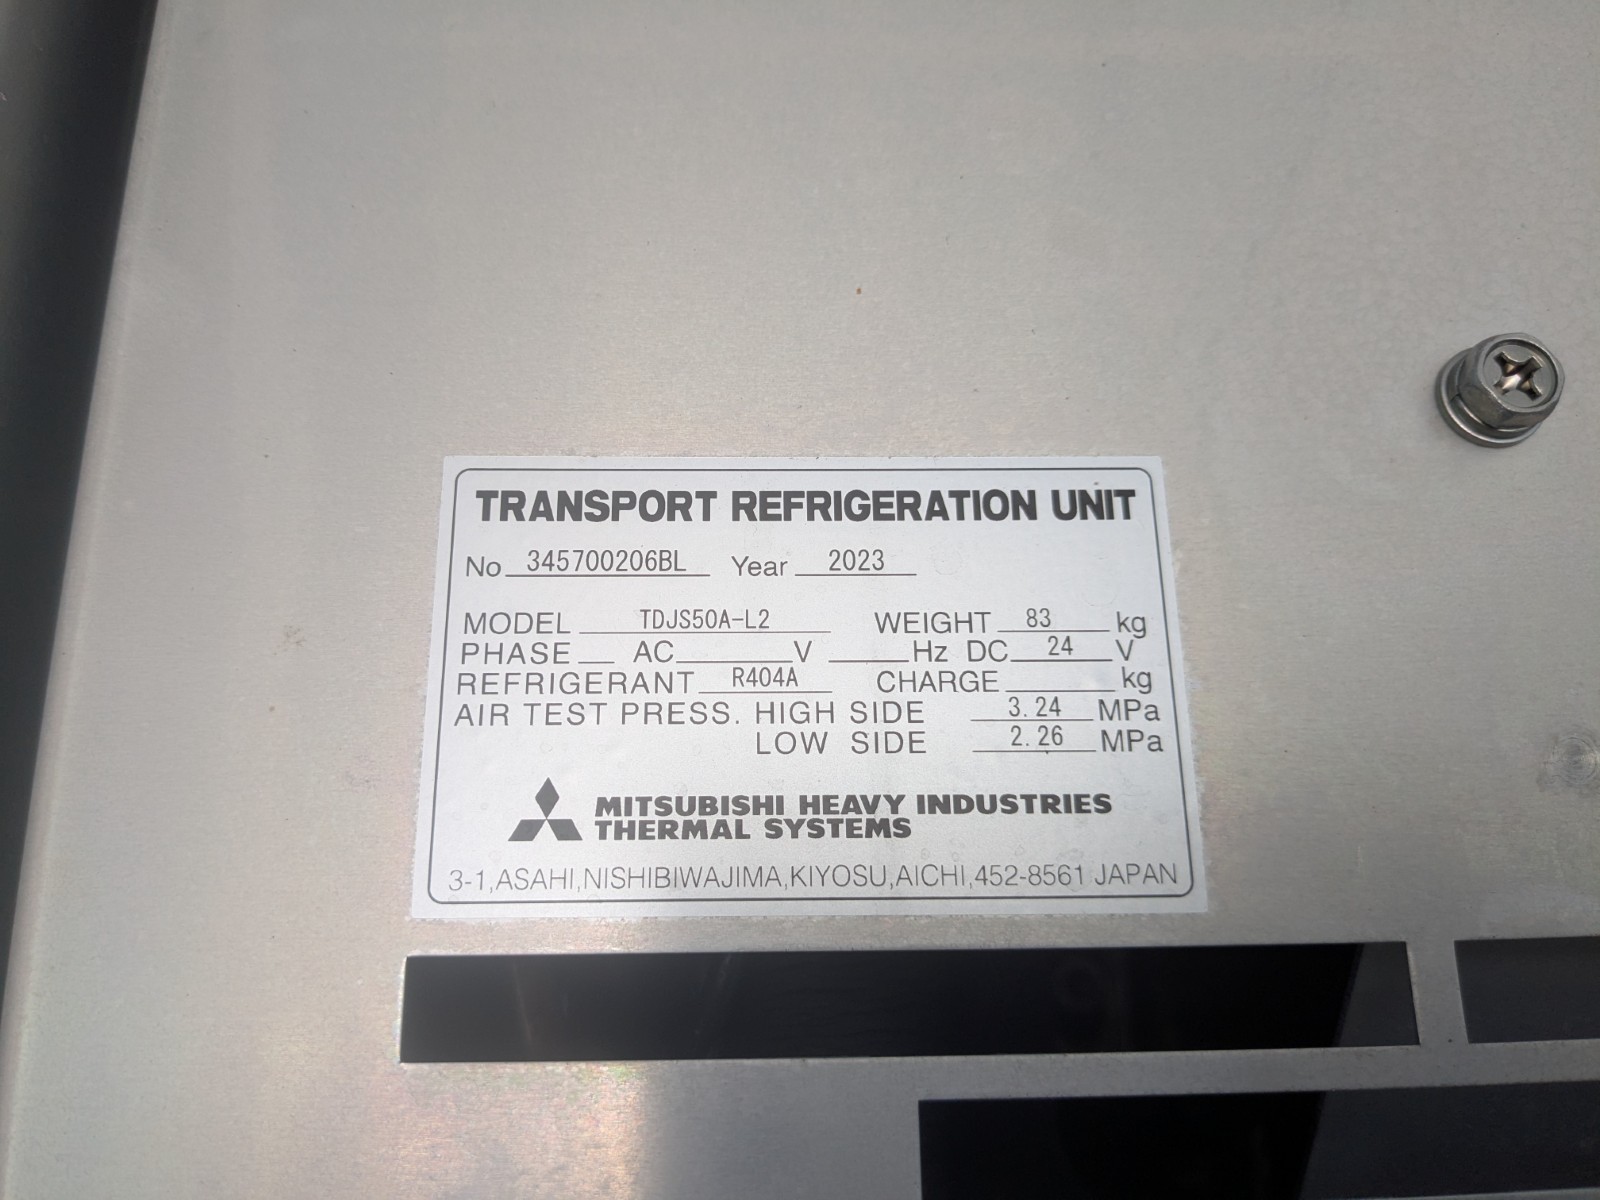 TRANSPORT REFRIGERATION UNIT
No 345700206BL Year 2023
MODEL TDJS50A-L2 WEIGHT 83 kg
PHASE AC V Hz DC 24 V
REFRIGERANT R404A CHARGE kg
AIR TEST PRESS. HIGH SIDE 3.24 MPa
LOW SIDE 2.26 MPa
MITSUBISHI HEAVY INDUSTRIES
THERMAL SYSTEMS
3-1,ASAHI,NISHIBIWAJIMA,KIYOSU,AICHI,452-8561 JAPAN